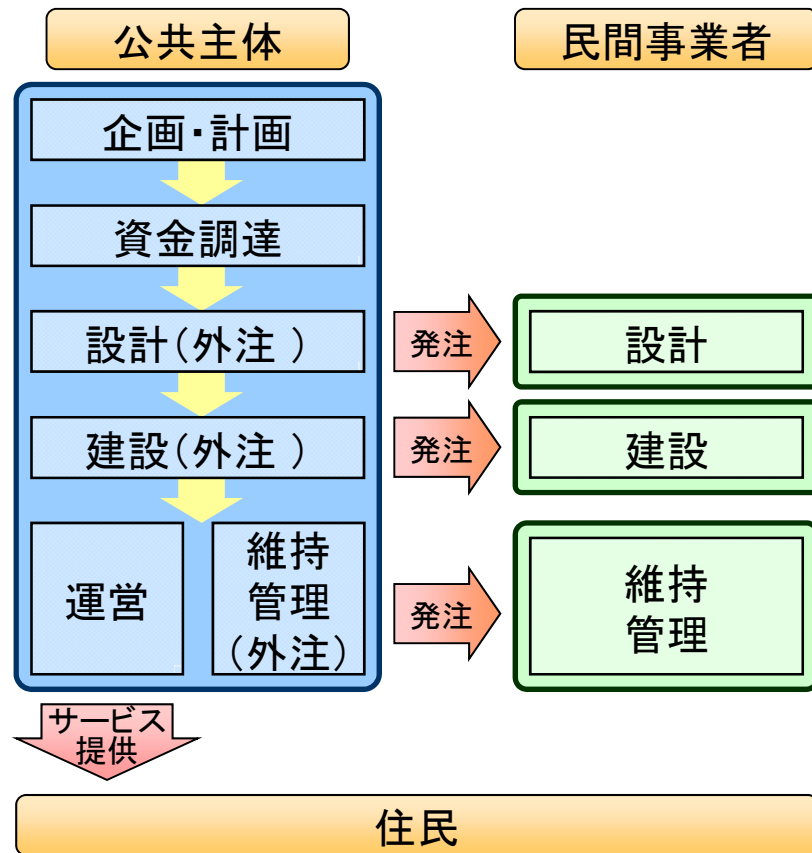 公共主体
民間事業者
企画・計画
資金調達
設計(外注 )
発注
設計
建設(外注 )
発注
建設
運営
維持
管理
(外注)
発注
維持
管理
サービス
提供
住民